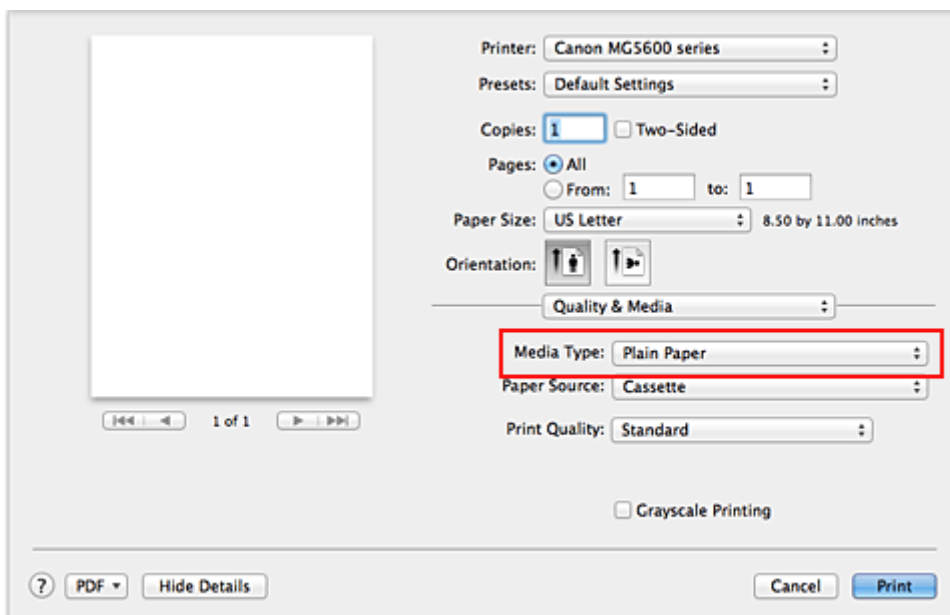 Printer: Canon MG5600 series
Presets: Default Settings
Copies: 1 Two-Sided
Pages: All
From: 1 to: 1
Paper Size: US Letter 8.50 by 11.00 inches
Orientation:
Quality & Media
Media Type: Plain Paper
Paper Source: Cassette
1 of 1
Print Quality: Standard
Grayscale Printing
? PDF Hide Details Cancel Print